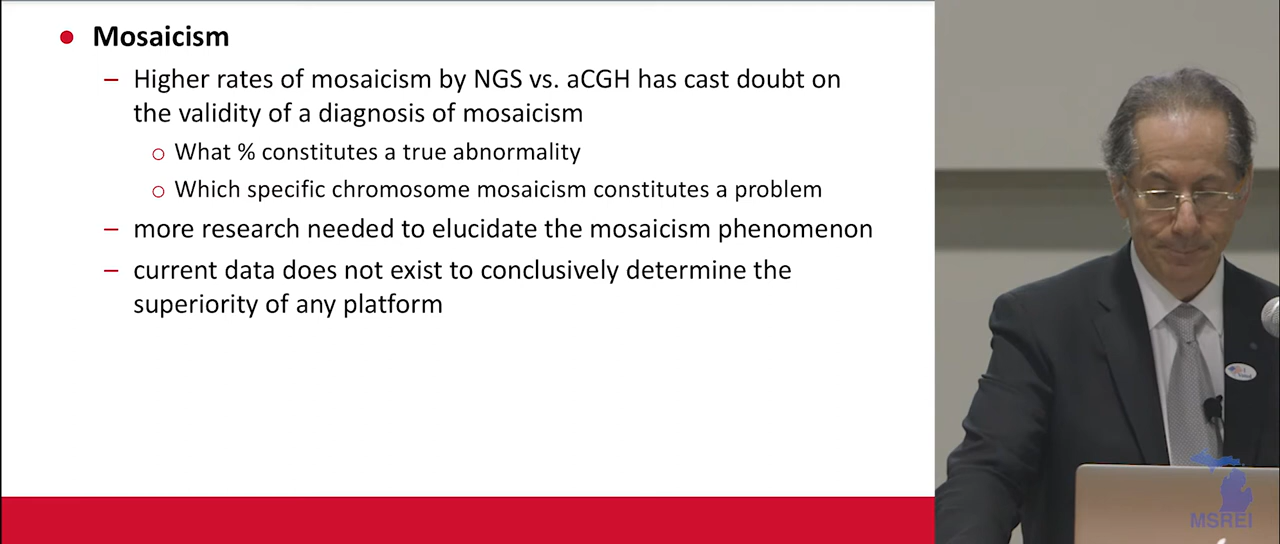 Mosaicism
Higher rates of mosaicism by NGS vs. aCGH has cast doubt on
the validity of a diagnosis of mosaicism
What % constitutes a true abnormality
Which specific chromosome mosaicism constitutes a problem
more research needed to elucidate the mosaicism phenomenon
current data does not exist to conclusively determine the
superiority of any platform
MSREI